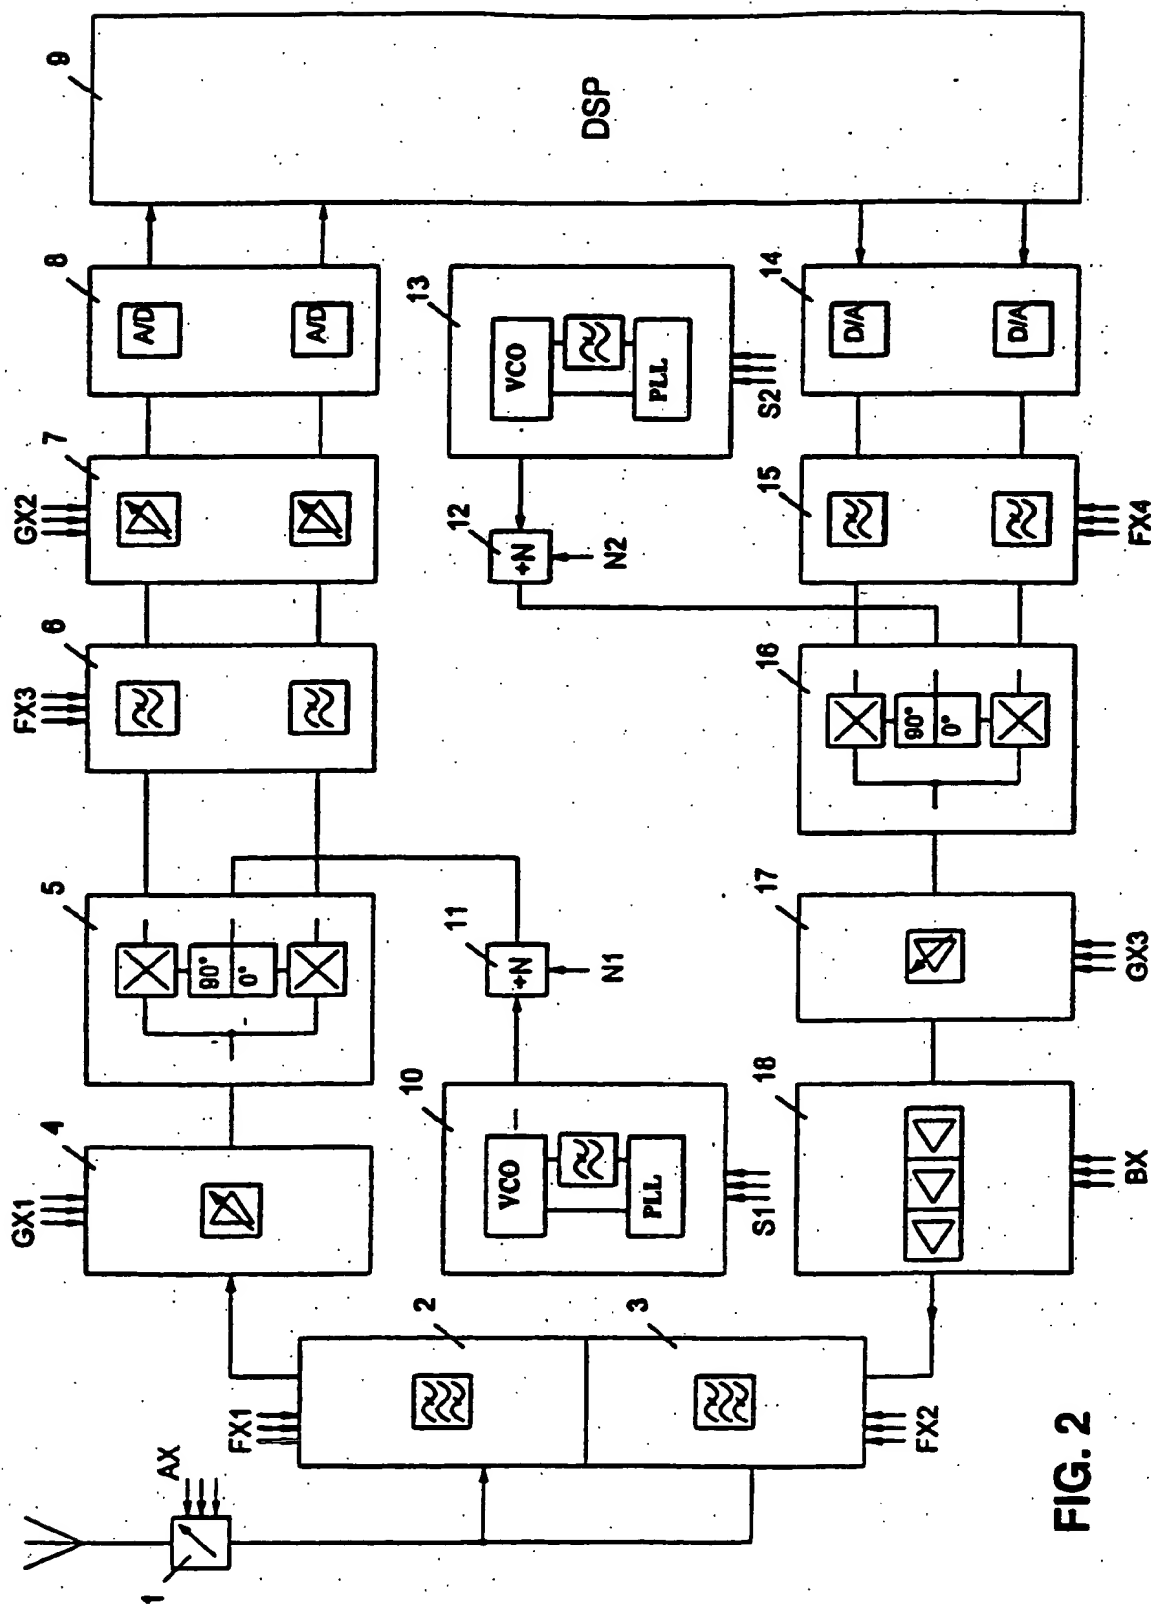 1
AX
FX1
2
3
FX2
GX1
4
5
90°
0°
FX3
6
GX2
7
8
A/D
A/D
9
DSP
10
VCO
PLL
S1
11
+N
N1
12
+N
N2
13
VCO
PLL
S2
14
D/A
D/A
15
FX4
16
90°
0°
17
GX3
18
BX
FIG. 2